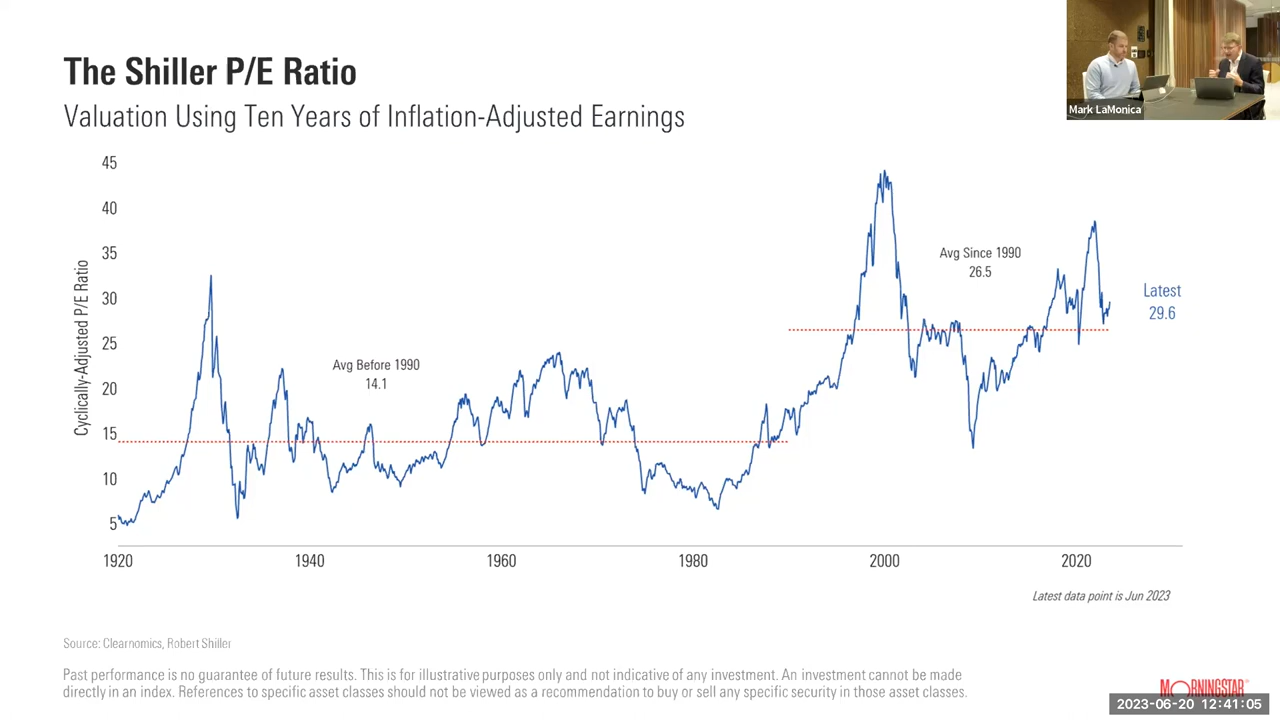 The Shiller P/E Ratio
Valuation Using Ten Years of Inflation-Adjusted Earnings
Mark LaMonica
Cyclically-Adjusted P/E Ratio
45
40
35
30
25
20
15
10
5
Avg Before 1990
14.1
Avg Since 1990
26.5
Latest
29.6
1920
1940
1960
1980
2000
2020
Latest data point is Jun 2023
Source: Clearnomics, Robert Shiller
Past performance is no guarantee of future results. This is for illustrative purposes only and not indicative of any investment. An investment cannot be made
directly in an index. References to specific asset classes should not be viewed as a recommendation to buy or sell any specific security in those asset classes.
MORNINGSTAR®
2023-06-20 12:41:05